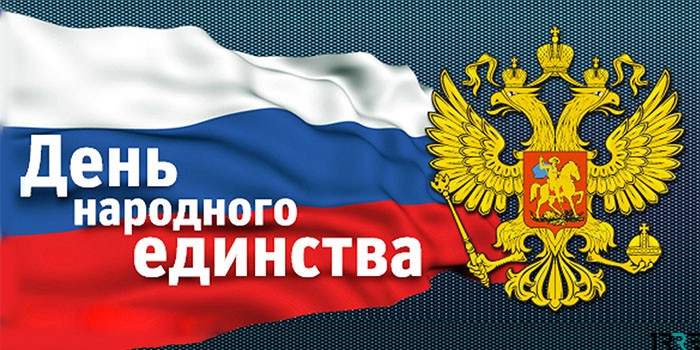 День
народного
единства